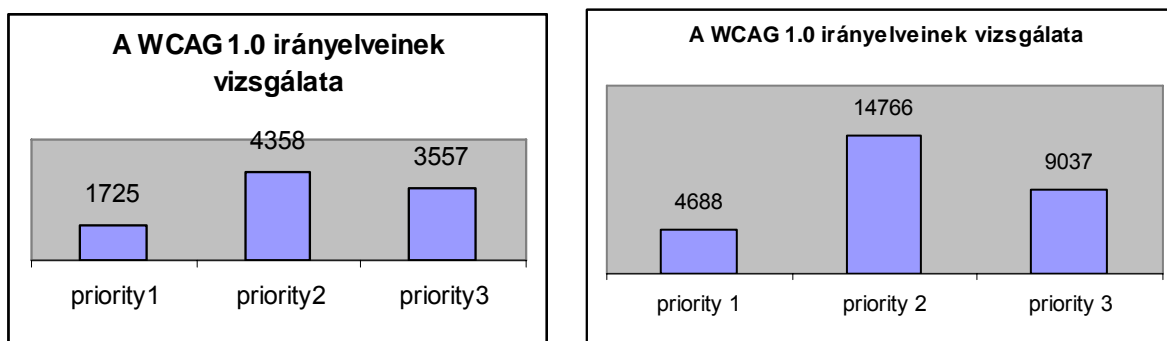 A WCAG 1.0 irányelveinek
vizsgálata
4358
3557
1725
priority1 priority2 priority3
A WCAG 1.0 irányelveinek vizsgálata
14766
9037
4688
priority 1 priority 2 priority 3